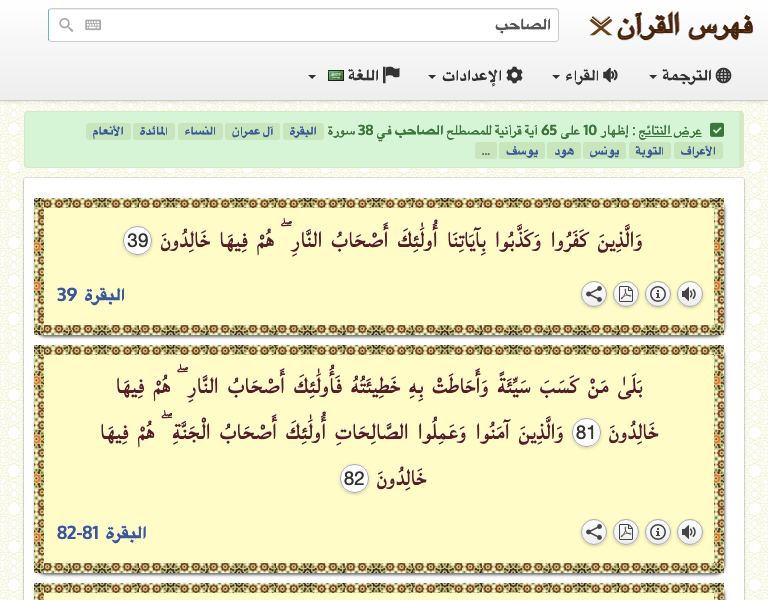 فهرس القرآن
الصاحب
الترجمة القراء الإعدادات اللغة
عرض النتائج : إظهار 10 على 65 آية قرآنية للمصطلح الصاحب في 38 سورة البقرة آل عمران النساء المائدة الأنعام
الأعراف التوبة يونس هود يوسف ...
وَالَّذِينَ كَفَرُوا وَكَذَّبُوا بِآيَاتِنَا أُولَٰئِكَ أَصْحَابُ النَّارِ ۖ هُمْ فِيهَا خَالِدُونَ 39
البقرة 39
بَلَىٰ مَنْ كَسَبَ سَيِّئَةً وَأَحَاطَتْ بِهِ خَطِيئَتُهُ فَأُولَٰئِكَ أَصْحَابُ النَّارِ ۖ هُمْ فِيهَا
خَالِدُونَ 81 وَالَّذِينَ آمَنُوا وَعَمِلُوا الصَّالِحَاتِ أُولَٰئِكَ أَصْحَابُ الْجَنَّةِ ۖ هُمْ فِيهَا
خَالِدُونَ 82
البقرة 81-82